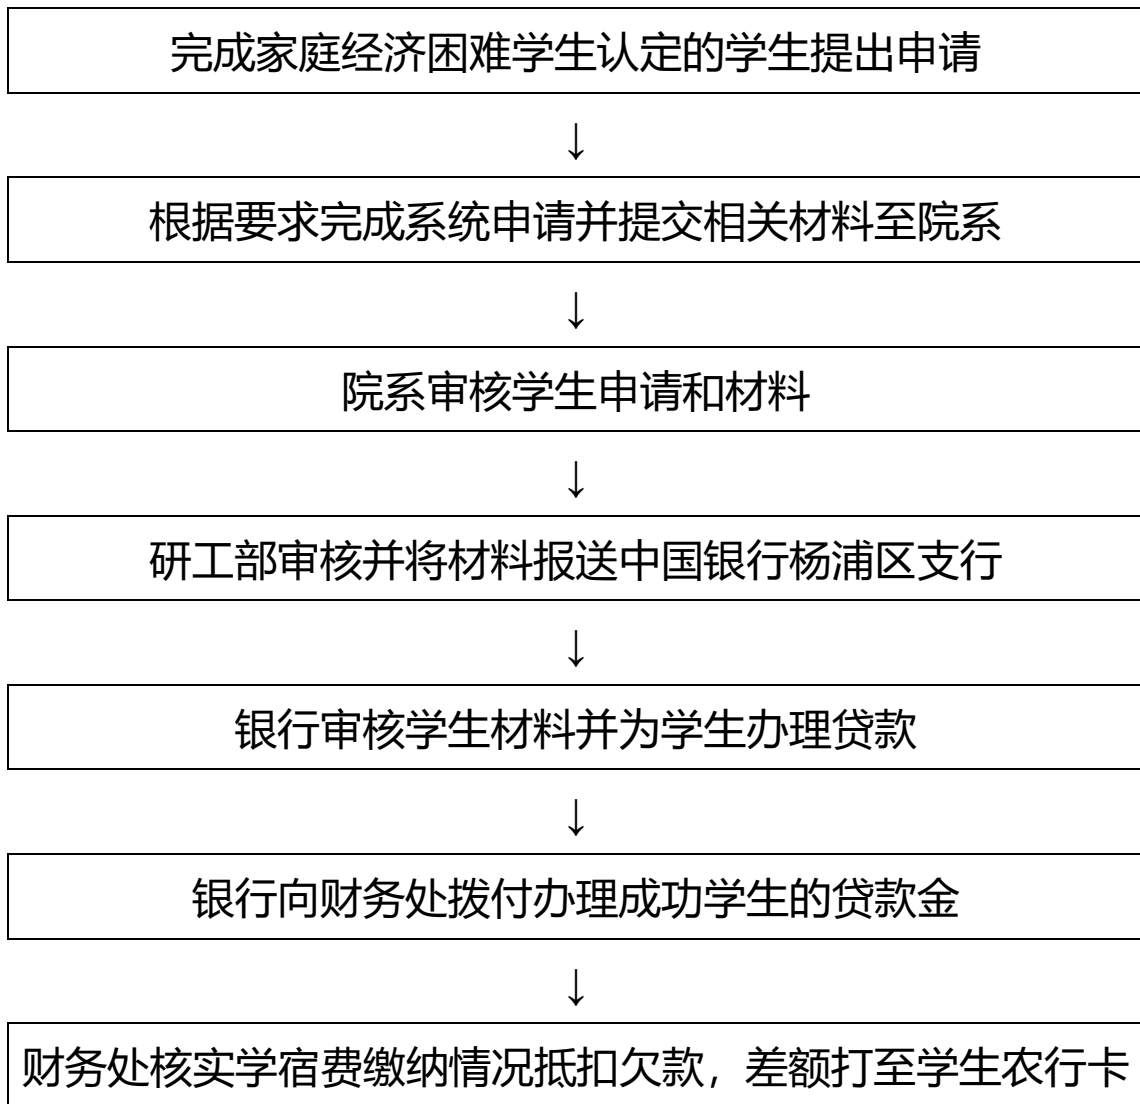 完成家庭经济困难学生认定的学生提出申请
↓
根据要求完成系统申请并提交相关材料至院系
↓
院系审核学生申请和材料
↓
研工部审核并将材料报送中国银行杨浦区支行
↓
银行审核学生材料并为学生办理贷款
↓
银行向财务处拨付办理成功学生的贷款金
↓
财务处核实学宿费缴纳情况抵扣欠款，差额打至学生农行卡